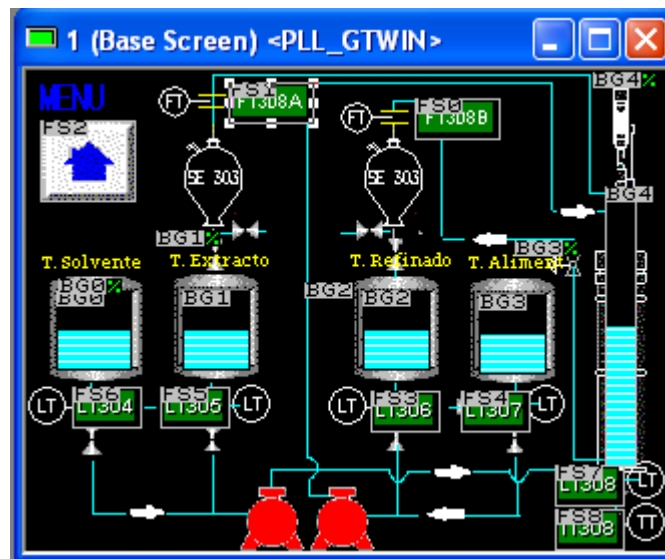 1 (Base Screen) <PLL_GTWIN>
MENU
FS2
FT
FS1
FT308A
FT
FS0
FT308B
BG4%
BG4
SE 303
SE 303
BG1%
BG3%
T.Solvente
T.Extracto
T.Refinado
T.Aliment
BG0%
BG0
BG1
BG2
BG2
BG3
LT
FS6
LT304
FS5
LT305
LT
LT
FS3
LT306
FS4
LT307
LT
FS7
LT308
LT
FS8
TT308
TT